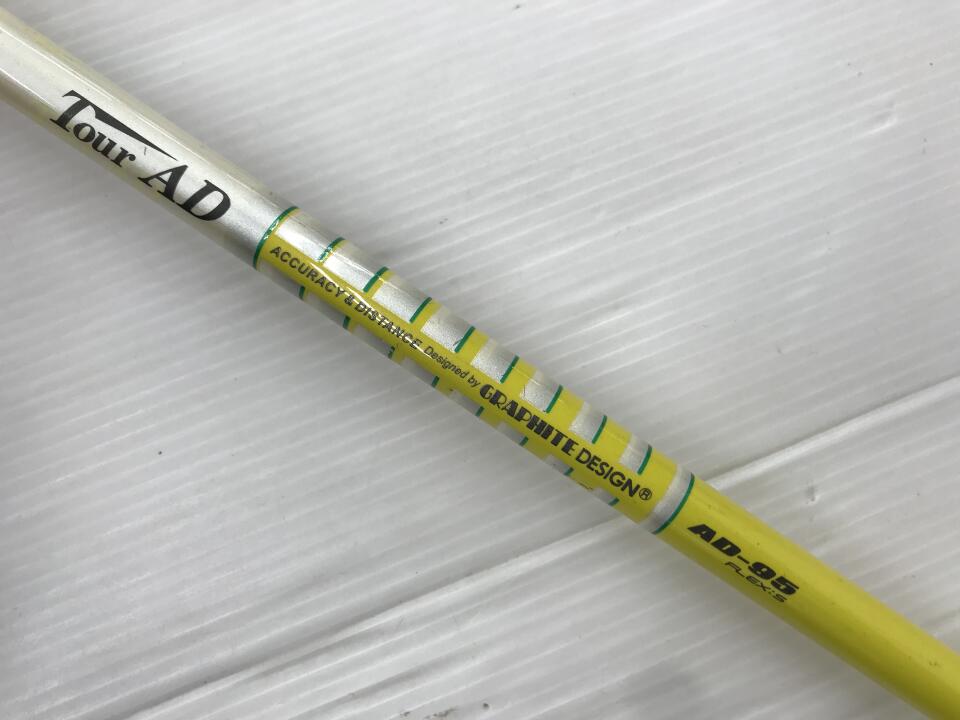 Tour AD
ACCURACY & DISTANCE Designed by GRAPHITE DESIGN®
AD-95
FLEX:S